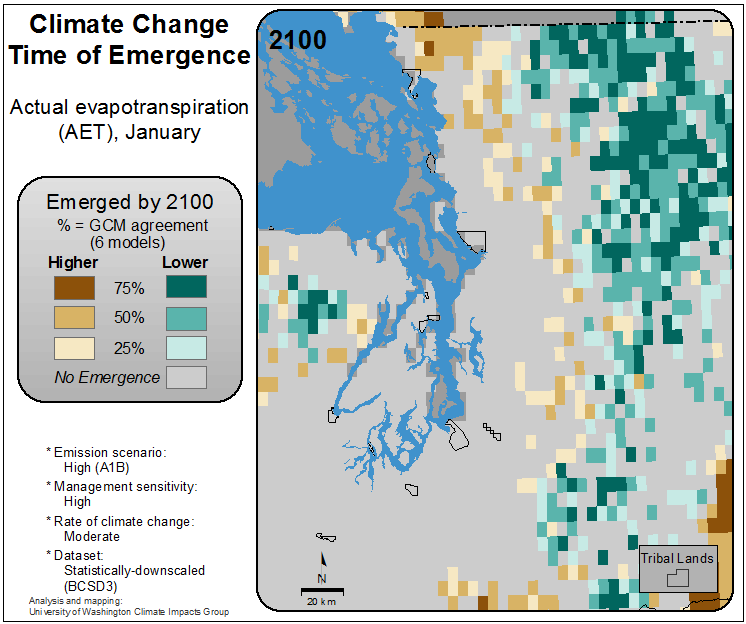 Climate Change
Time of Emergence
Actual evapotranspiration
(AET), January
Emerged by 2100
% = GCM agreement
(6 models)
Higher Lower
75%
50%
25%
No Emergence
* Emission scenario:
High (A1B)
* Management sensitivity:
High
* Rate of climate change:
Moderate
* Dataset:
Statistically-downscaled
(BCSD3)
Analysis and mapping:
University of Washington Climate Impacts Group
2100
N
20 km
Tribal Lands